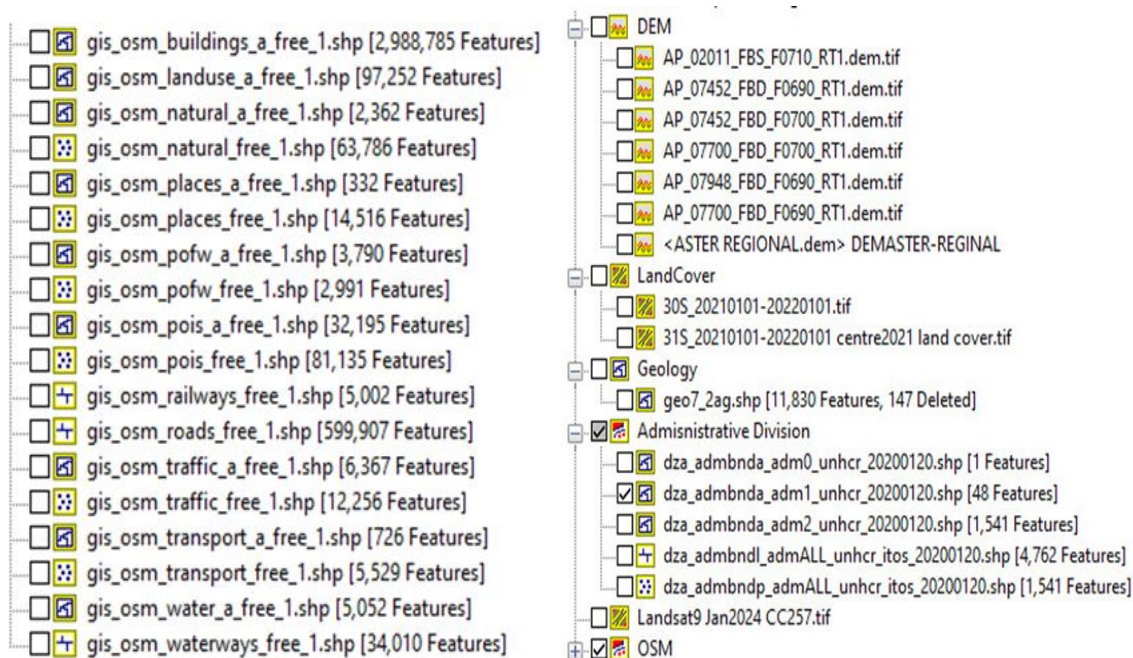 gis_osm_buildings_a_free_1.shp [2,988,785 Features]
gis_osm_landuse_a_free_1.shp [97,252 Features]
gis_osm_natural_a_free_1.shp [2,362 Features]
gis_osm_natural_free_1.shp [63,786 Features]
gis_osm_places_a_free_1.shp [332 Features]
gis_osm_places_free_1.shp [14,516 Features]
gis_osm_pofw_a_free_1.shp [3,790 Features]
gis_osm_pofw_free_1.shp [2,991 Features]
gis_osm_pois_a_free_1.shp [32,195 Features]
gis_osm_pois_free_1.shp [81,135 Features]
gis_osm_railways_free_1.shp [5,002 Features]
gis_osm_roads_free_1.shp [599,907 Features]
gis_osm_traffic_a_free_1.shp [6,367 Features]
gis_osm_traffic_free_1.shp [12,256 Features]
gis_osm_transport_a_free_1.shp [726 Features]
gis_osm_transport_free_1.shp [5,529 Features]
gis_osm_water_a_free_1.shp [5,052 Features]
gis_osm_waterways_free_1.shp [34,010 Features]
DEM
AP_02011_FBS_F0710_RT1.dem.tif
AP_07452_FBD_F0690_RT1.dem.tif
AP_07452_FBD_F0700_RT1.dem.tif
AP_07700_FBD_F0700_RT1.dem.tif
AP_07948_FBD_F0690_RT1.dem.tif
AP_07700_FBD_F0690_RT1.dem.tif
<ASTER REGIONAL.dem> DEMASTER-REGINAL
LandCover
30S_20210101-20220101.tif
31S_20210101-20220101 centre2021 land cover.tif
Geology
geo7_2ag.shp [11,830 Features, 147 Deleted]
Admisnistrative Division
dza_admbnda_adm0_unhcr_20200120.shp [1 Features]
dza_admbnda_adm1_unhcr_20200120.shp [48 Features]
dza_admbnda_adm2_unhcr_20200120.shp [1,541 Features]
dza_admbndl_admALL_unhcr_itos_20200120.shp [4,762 Features]
dza_admbndp_admALL_unhcr_itos_20200120.shp [1,541 Features]
Landsat9 Jan2024 CC257.tif
OSM